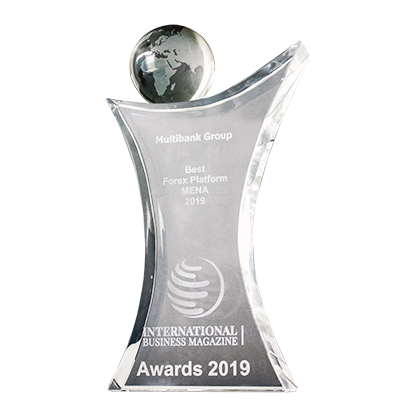 Multibank Group
Best
Forex Platform
MENA
2019
INTERNATIONAL
BUSINESS MAGAZINE
Awards 2019